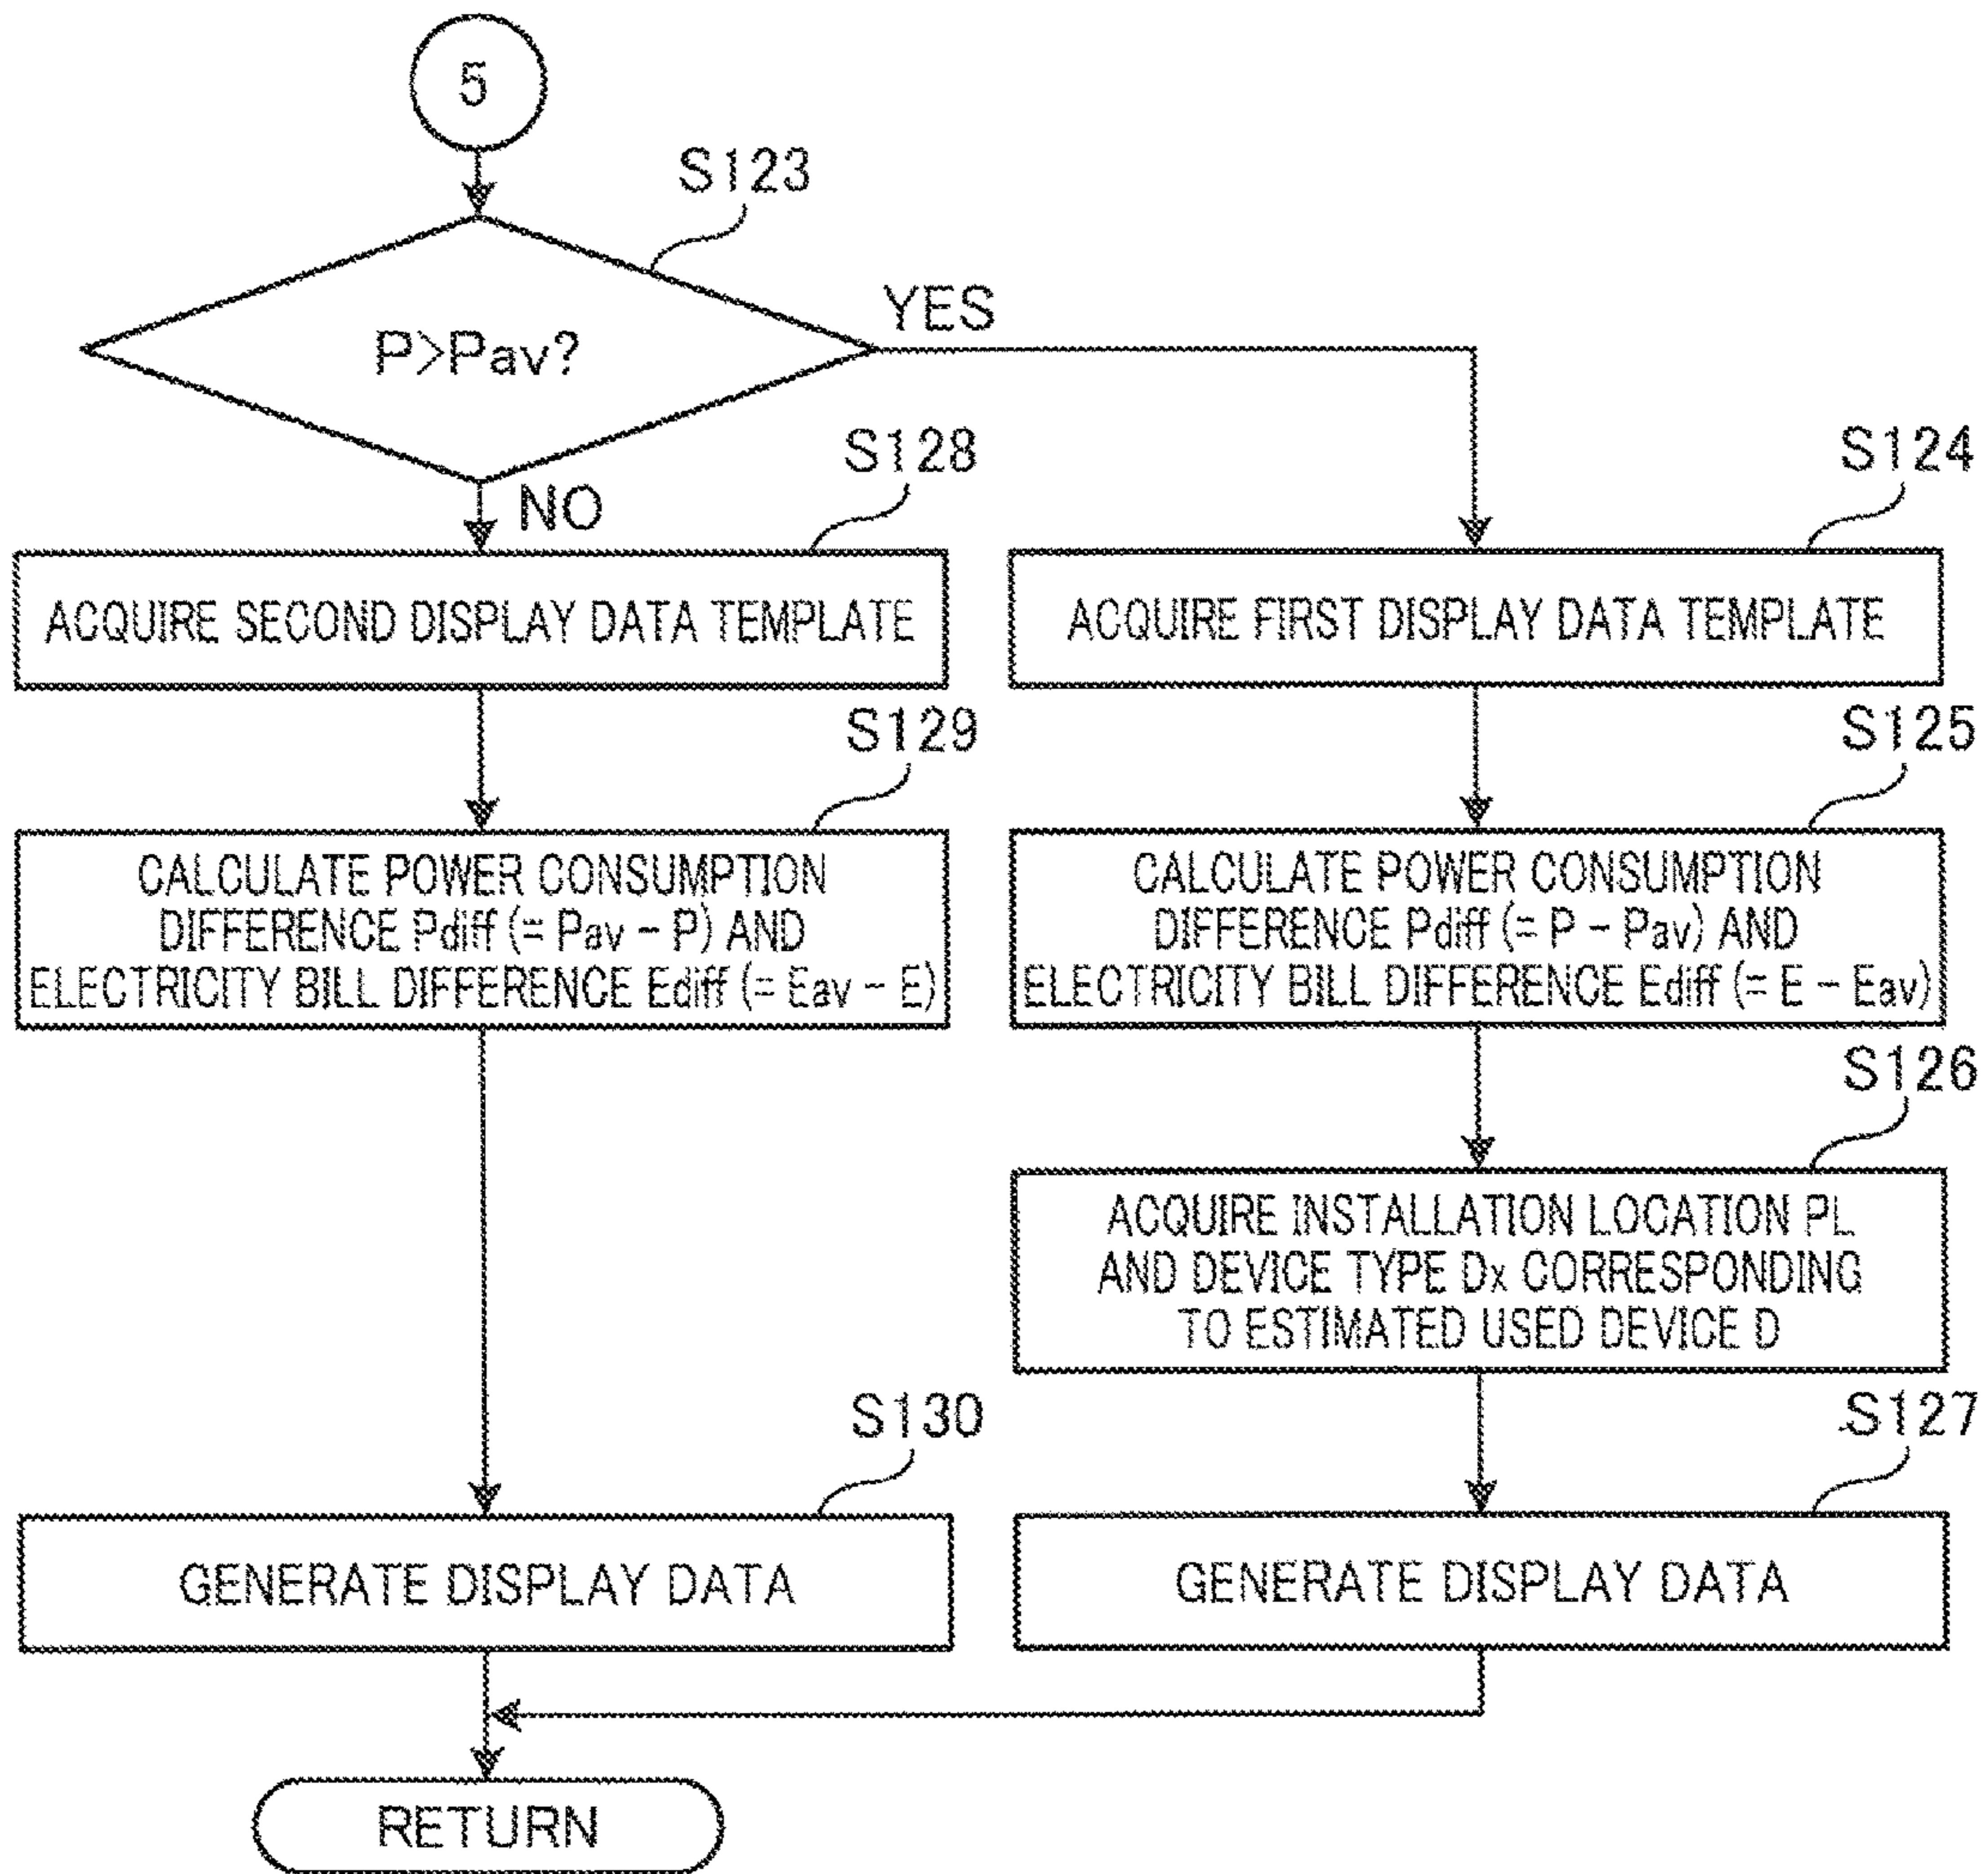 5
S123
P>Pav?
YES
NO
S128
ACQUIRE SECOND DISPLAY DATA TEMPLATE
S124
ACQUIRE FIRST DISPLAY DATA TEMPLATE
S129
CALCULATE POWER CONSUMPTION
DIFFERENCE Pdiff (= Pav − P) AND
ELECTRICITY BILL DIFFERENCE Ediff (= Eav − E)
S125
CALCULATE POWER CONSUMPTION
DIFFERENCE Pdiff (= P − Pav) AND
ELECTRICITY BILL DIFFERENCE Ediff (= E − Eav)
S126
ACQUIRE INSTALLATION LOCATION PL
AND DEVICE TYPE Dx CORRESPONDING
TO ESTIMATED USED DEVICE D
S130
GENERATE DISPLAY DATA
S127
GENERATE DISPLAY DATA
RETURN